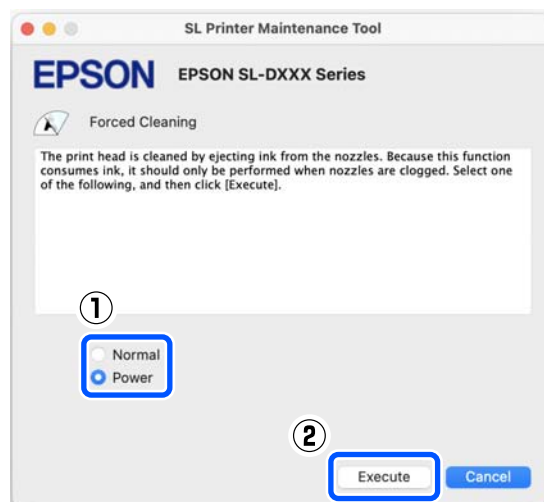 SL Printer Maintenance Tool
EPSON EPSON SL-DXXX Series
Forced Cleaning
The print head is cleaned by ejecting ink from the nozzles. Because this function
consumes ink, it should only be performed when nozzles are clogged. Select one
of the following, and then click [Execute].
①
Normal
Power
②
Execute Cancel